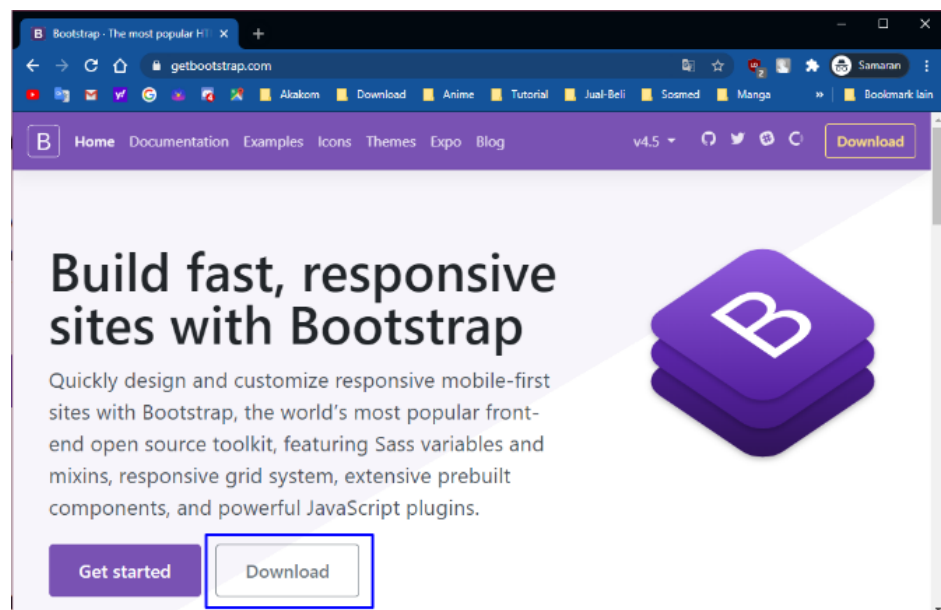 B Bootstrap · The most popular HT
getbootstrap.com
Samaran
Akakom Download Anime Tutorial Jual-Beli Sosmed Manga » Bookmark lain
B Home Documentation Examples Icons Themes Expo Blog v4.5 Download
Build fast, responsive
sites with Bootstrap
B
Quickly design and customize responsive mobile-first
sites with Bootstrap, the world's most popular front-
end open source toolkit, featuring Sass variables and
mixins, responsive grid system, extensive prebuilt
components, and powerful JavaScript plugins.
Get started Download